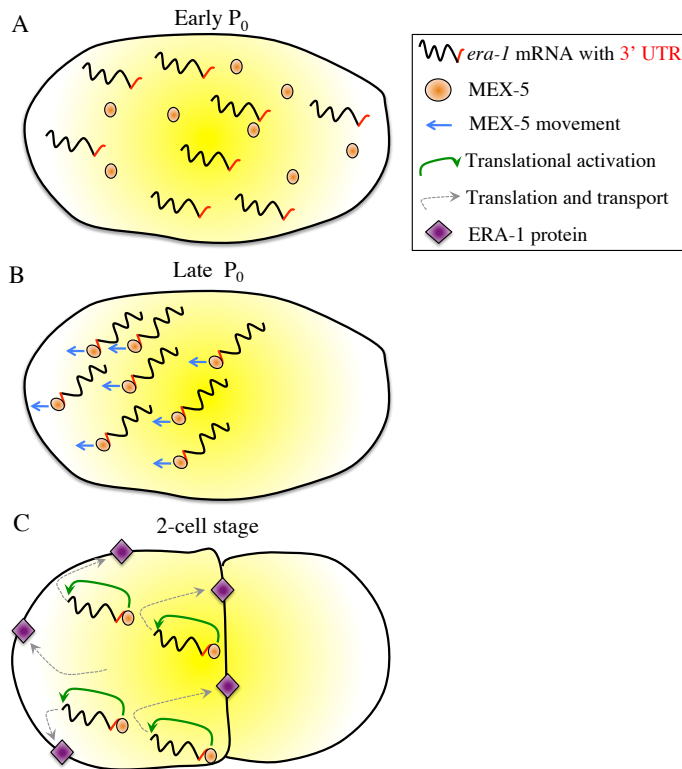 A
Early P₀
era-1 mRNA with 3' UTR
MEX-5
MEX-5 movement
Translational activation
Translation and transport
ERA-1 protein
B
Late P₀
C
2-cell stage